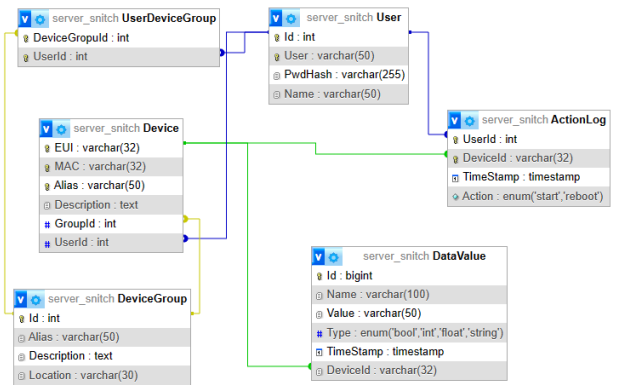 server_snitch UserDeviceGroup
DeviceGropuId : int
UserId : int
server_snitch User
Id : int
User : varchar(50)
PwdHash : varchar(255)
Name : varchar(50)
server_snitch Device
EUI : varchar(32)
MAC : varchar(32)
Alias : varchar(50)
Description : text
# GroupId : int
# UserId : int
server_snitch ActionLog
UserId : int
DeviceId : varchar(32)
TimeStamp : timestamp
Action : enum('start','reboot')
server_snitch DeviceGroup
Id : int
Alias : varchar(50)
Description : text
Location : varchar(30)
server_snitch DataValue
Id : bigint
Name : varchar(100)
Value : varchar(50)
# Type : enum('bool','int','float','string')
TimeStamp : timestamp
DeviceId : varchar(32)